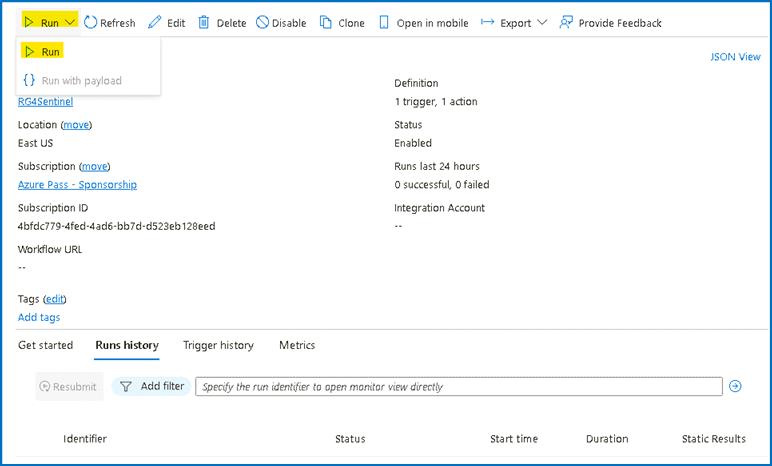 Run Refresh Edit Delete Disable Clone Open in mobile Export Provide Feedback
Run
JSON View
{} Run with payload
Definition
RG4Sentinel
1 trigger, 1 action
Location (move)
Status
East US
Enabled
Subscription (move)
Runs last 24 hours
Azure Pass - Sponsorship
0 successful, 0 failed
Subscription ID
Integration Account
4bfdc779-4fed-4ad6-bb7d-d523eb128eed
--
Workflow URL
--
Tags (edit)
Add tags
Get started Runs history Trigger history Metrics
Resubmit Add filter Specify the run identifier to open monitor view directly
Identifier Status Start time Duration Static Results